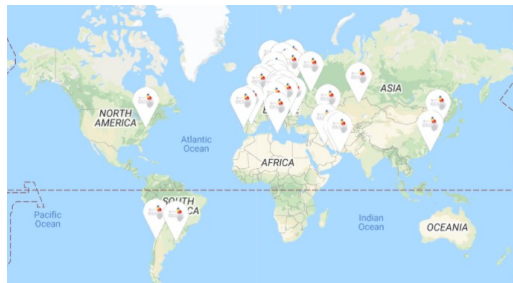 ASIA
NORTH
AMERICA
Atlantic
Ocean
AFRICA
SOUTH
Pacific
Ocean
Indian
Ocean
OCEANIA